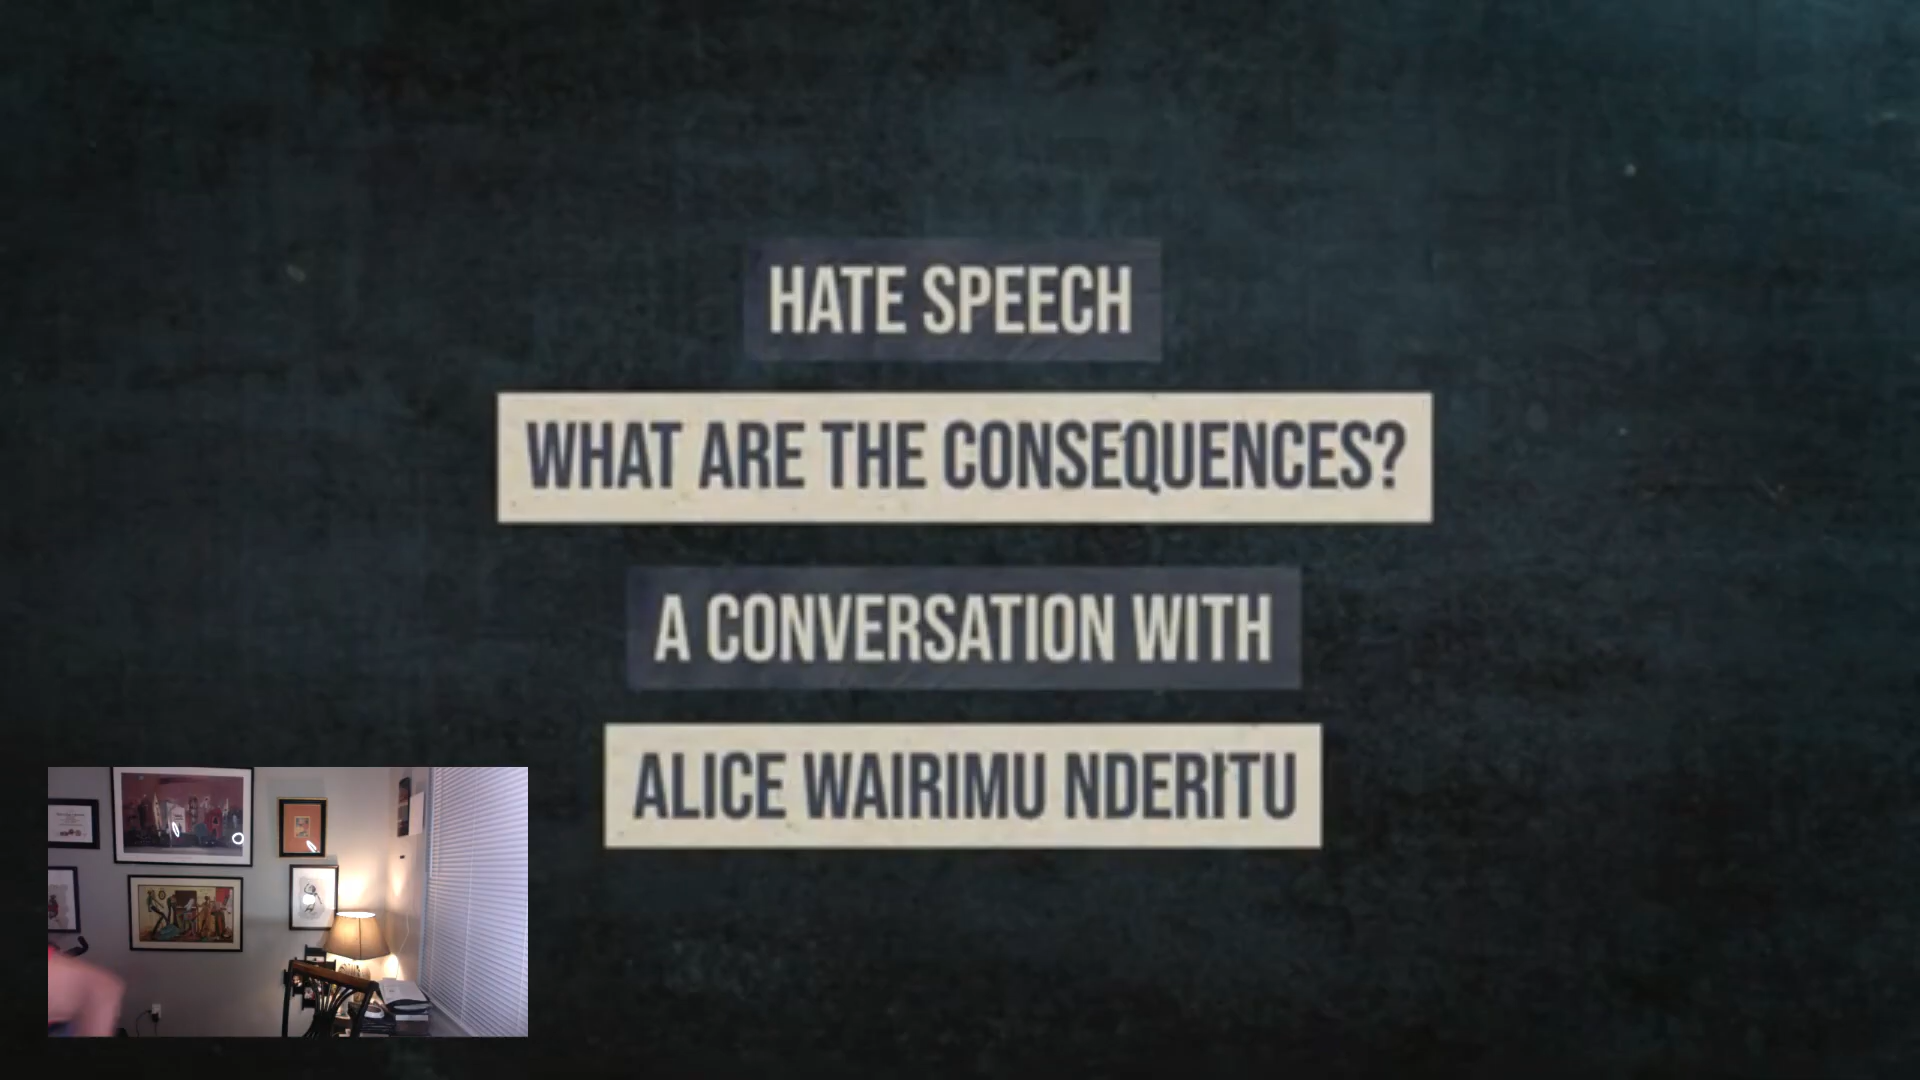 HATE SPEECH
WHAT ARE THE CONSEQUENCES?
A CONVERSATION WITH
ALICE WAIRIMU NDERITU